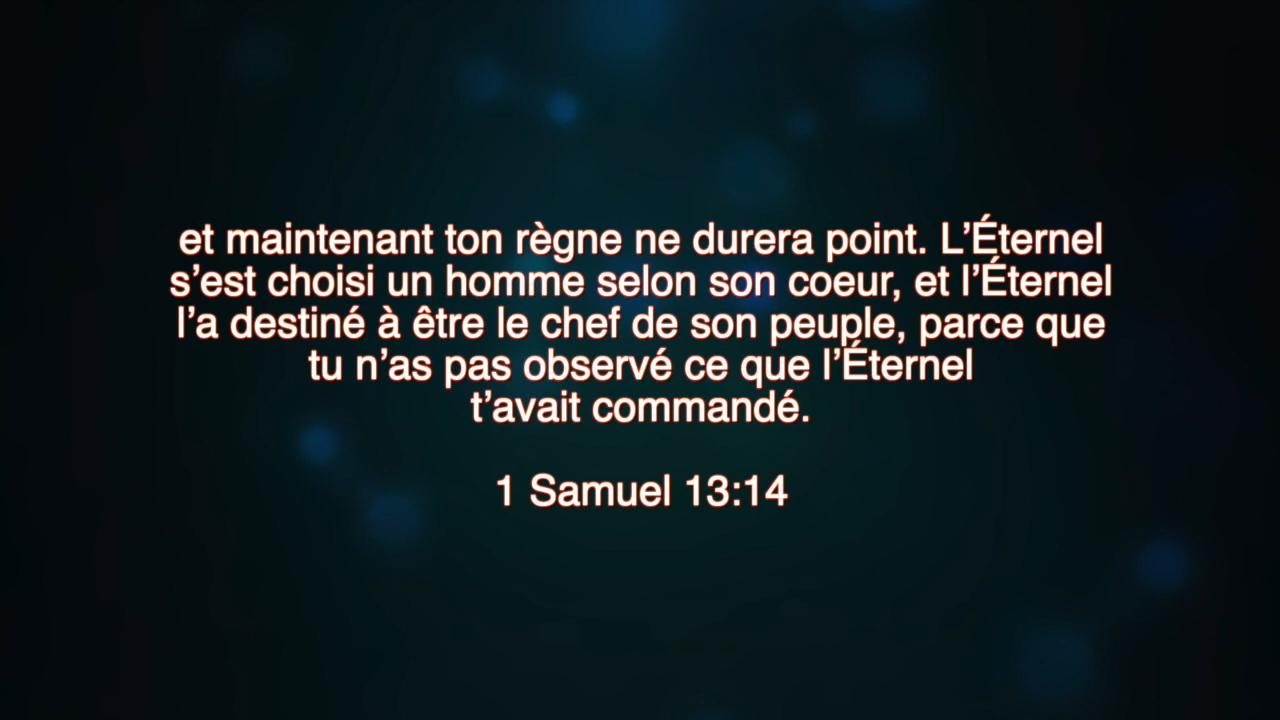 et maintenant ton règne ne durera point. L’Éternel
s’est choisi un homme selon son coeur, et l’Éternel
l’a destiné à être le chef de son peuple, parce que
tu n’as pas observé ce que l’Éternel
t’avait commandé.
1 Samuel 13:14